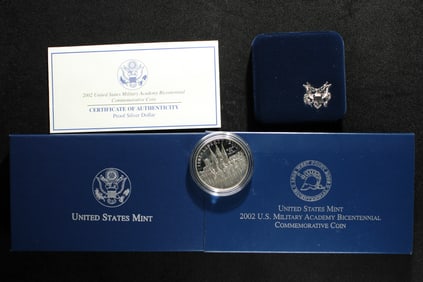 2002 United States Military Academy Bicentennial
Commemorative Coin
CERTIFICATE OF AUTHENTICITY
Proof Silver Dollar
UNITED STATES MINT
UNITED STATES MINT
2002 U.S. MILITARY ACADEMY BICENTENNIAL
COMMEMORATIVE COIN